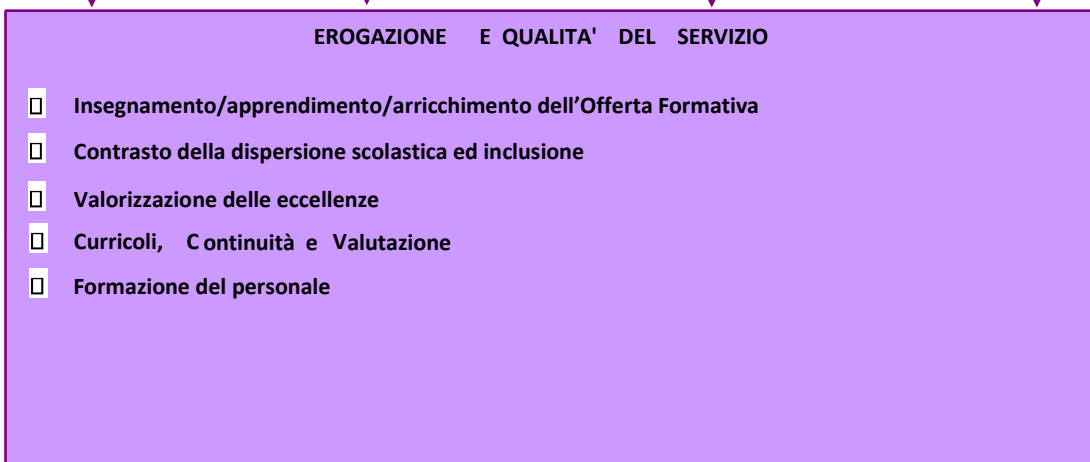 EROGAZIONE E QUALITA' DEL SERVIZIO
Insegnamento/apprendimento/arricchimento dell’Offerta Formativa
Contrasto della dispersione scolastica ed inclusione
Valorizzazione delle eccellenze
Curricoli, C ontinuità e Valutazione
Formazione del personale